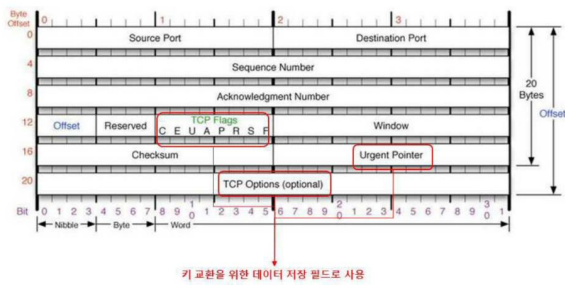 Byte Offset 0 1 2 3
0 Source Port Destination Port
4 Sequence Number
8 Acknowledgment Number
20 Bytes
Offset
12 Offset Reserved TCP Flags
C E U A P R S F
Window
16 Checksum Urgent Pointer
20 TCP Options (optional)
Bit 0 1 2 3 4 5 6 7 8 9 10 1 2 3 4 5 6 7 8 9 20 1 2 3 4 5 6 7 8 9 30 1
Nibble Byte Word
키 교환을 위한 데이터 저장 필드로 사용